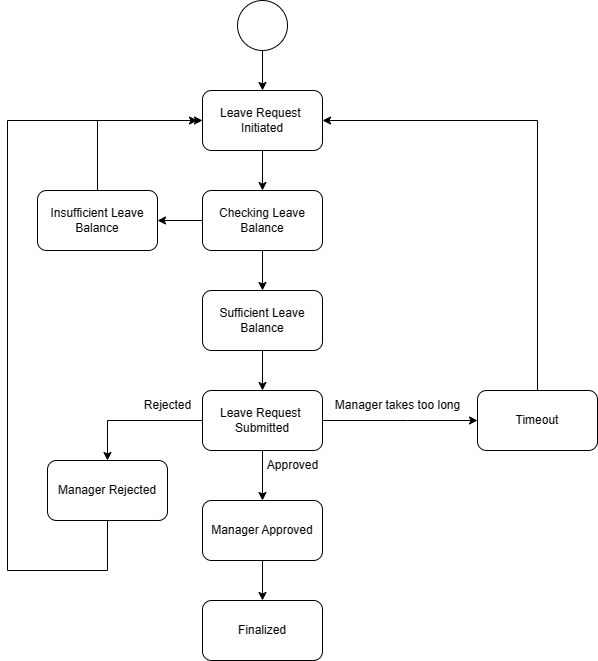 Leave Request
Initiated
Insufficient Leave
Balance
Checking Leave
Balance
Sufficient Leave
Balance
Rejected
Leave Request
Submitted
Manager takes too long
Timeout
Approved
Manager Rejected
Manager Approved
Finalized